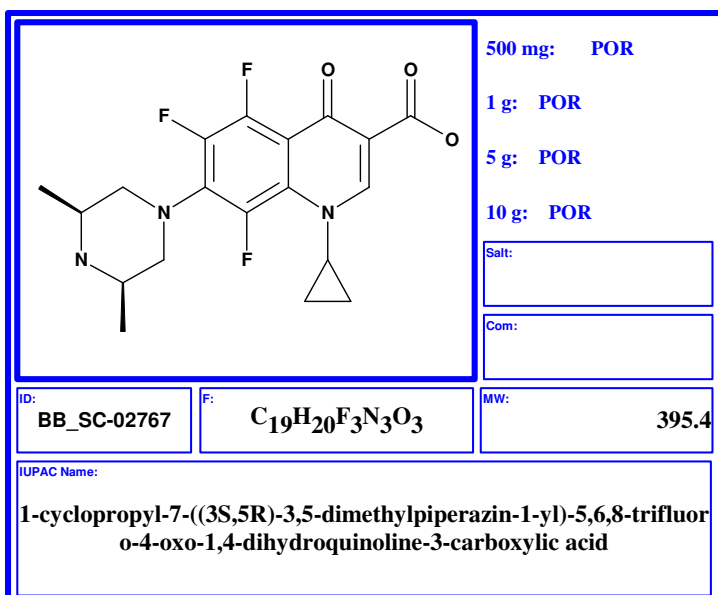 500 mg: POR
1 g: POR
5 g: POR
10 g: POR
F
O
O
F
O
N
N
N
F
Salt:
Com:
ID:
BB_SC-02767
F:
C19H20F3N3O3
MW:
395.4
IUPAC Name:
1-cyclopropyl-7-((3S,5R)-3,5-dimethylpiperazin-1-yl)-5,6,8-trifluor
o-4-oxo-1,4-dihydroquinoline-3-carboxylic acid